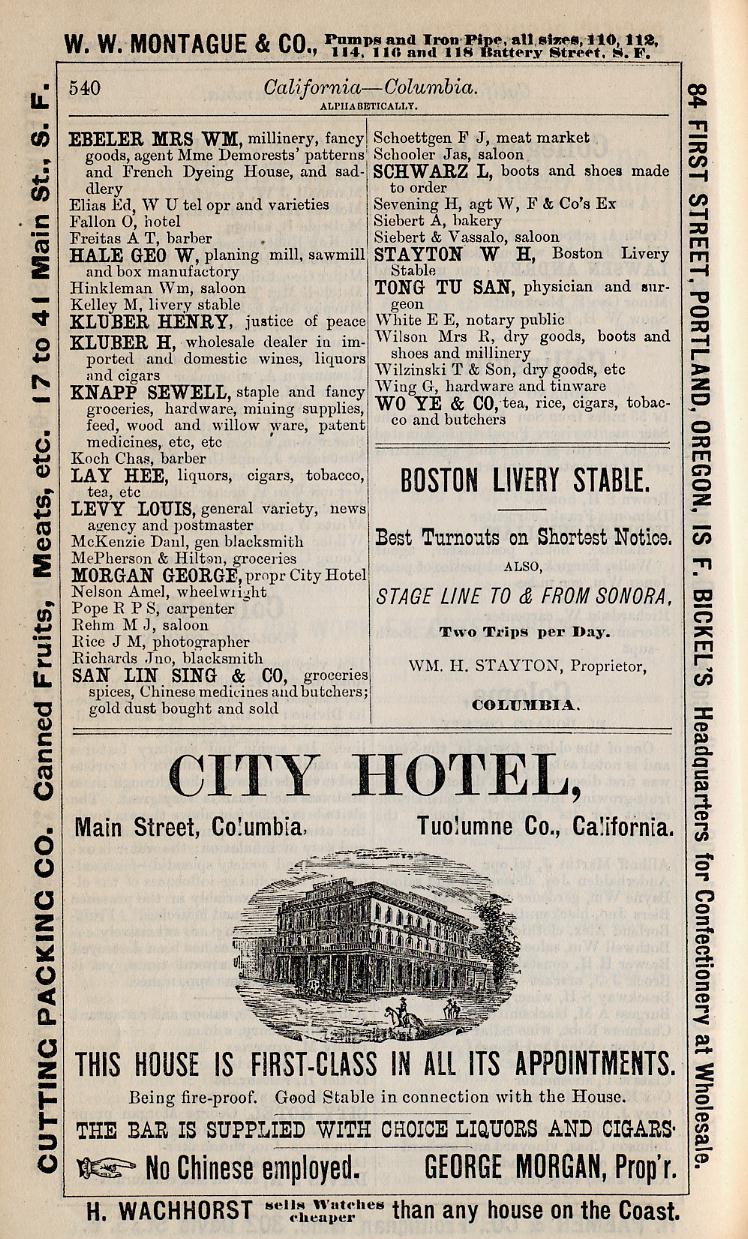 W. W. MONTAGUE & CO., Pumps and Iron Pipe, all sizes, 110, 112,
114, 116 and 118 Battery Street, S. F.
540
California—Columbia.
ALPHABETICALLY.
EBELER MRS WM, millinery, fancy
goods, agent Mme Demorests' patterns
and French Dyeing House, and sad-
dlery
Elias Ed, W U tel opr and varieties
Fallon O, hotel
Freitas A T, barber
HALE GEO W, planing mill, sawmill
and box manufactory
Hinkleman Wm, saloon
Kelley M, livery stable
KLUBER HENRY, justice of peace
KLUBER H, wholesale dealer in im-
ported and domestic wines, liquors
and cigars
KNAPP SEWELL, staple and fancy
groceries, hardware, mining supplies,
feed, wood and willow ware, patent
medicines, etc, etc
Koch Chas, barber
LAY HEE, liquors, cigars, tobacco,
tea, etc
LEVY LOUIS, general variety, news
agency and postmaster
McKenzie Danl, gen blacksmith
McPherson & Hilton, groceries
MORGAN GEORGE, propr City Hotel
Nelson Amel, wheelwright
Pope R P S, carpenter
Rehm M J, saloon
Rice J M, photographer
Richards Jno, blacksmith
SAN LIN SING & CO, groceries
spices, Chinese medicines and butchers;
gold dust bought and sold
Schoettgen F J, meat market
Schooler Jas, saloon
SCHWARZ L, boots and shoes made
to order
Sevening H, agt W, F & Co's Ex
Siebert A, bakery
Siebert & Vassalo, saloon
STAYTON W H, Boston Livery
Stable
TONG TU SAN, physician and sur-
geon
White E E, notary public
Wilson Mrs R, dry goods, boots and
shoes and millinery
Wilzinski T & Son, dry goods, etc
Wing G, hardware and tinware
WO YE & CO, tea, rice, cigars, tobac-
co and butchers
BOSTON LIVERY STABLE.
Best Turnouts on Shortest Notice.
ALSO,
STAGE LINE TO & FROM SONORA,
Two Trips per Day.
WM. H. STAYTON, Proprietor,
COLUMBIA.
CITY HOTEL,
Main Street, Columbia, Tuolumne Co., California.
THIS HOUSE IS FIRST-CLASS IN ALL ITS APPOINTMENTS.
Being fire-proof. Good Stable in connection with the House.
THE BAR IS SUPPLIED WITH CHOICE LIQUORS AND CIGARS.
No Chinese employed. GEORGE MORGAN, Prop'r.
H. WACHHORST sells Watches cheaper than any house on the Coast.
CUTTING PACKING CO. Canned Fruits, Meats, etc. 17 to 41 Main St., S. F.
84 FIRST STREET, PORTLAND, OREGON, IS F. BICKEL'S Headquarters for Confectionery at Wholesale.